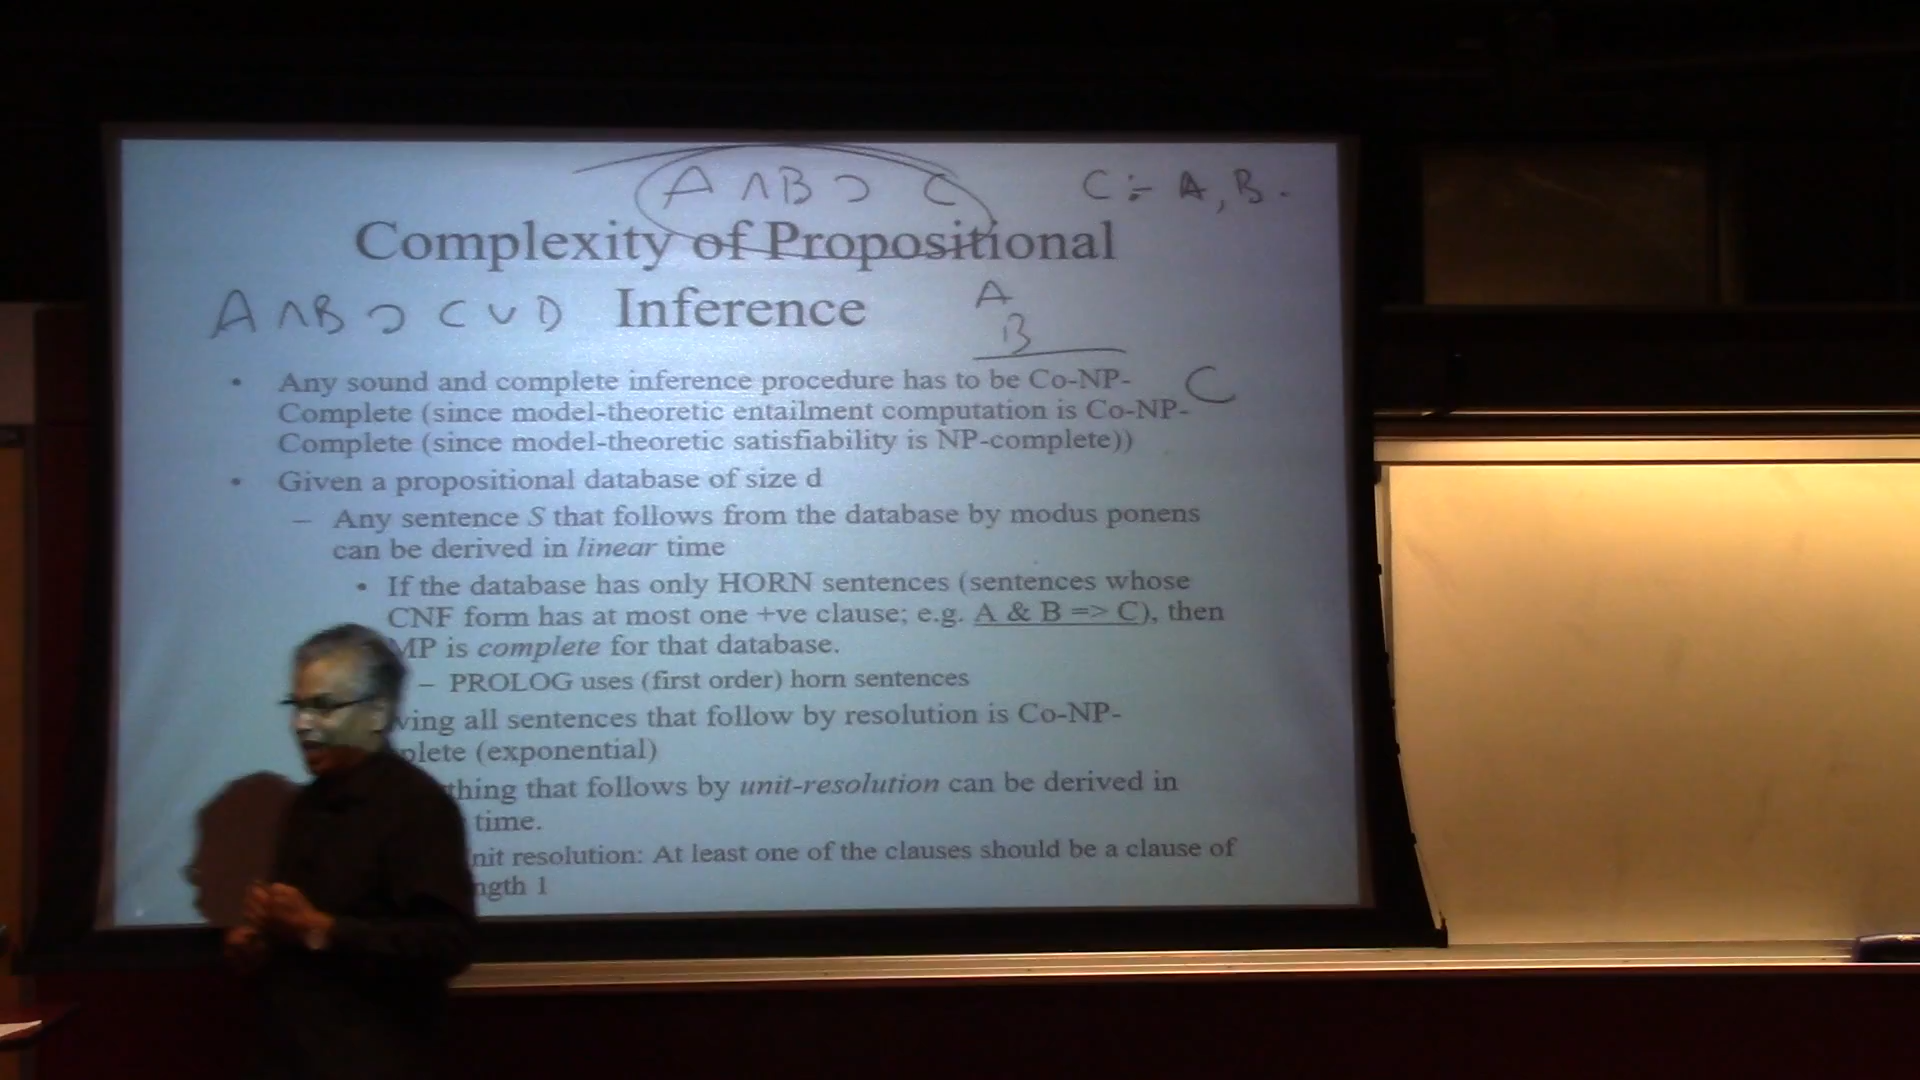 A ∧ B ⊃ C
C :- A, B.
Complexity of Propositional
A ∧ B ⊃ C ∨ D
Inference
A
B
C
• Any sound and complete inference procedure has to be Co-NP-
Complete (since model-theoretic entailment computation is Co-NP-
Complete (since model-theoretic satisfiability is NP-complete))
• Given a propositional database of size d
– Any sentence S that follows from the database by modus ponens
can be derived in linear time
• If the database has only HORN sentences (sentences whose
CNF form has at most one +ve clause; e.g. A & B => C), then
MP is complete for that database.
– PROLOG uses (first order) horn sentences
all sentences that follow by resolution is Co-NP-
(exponential)
that follows by unit-resolution can be derived in
time.
resolution: At least one of the clauses should be a clause of
1